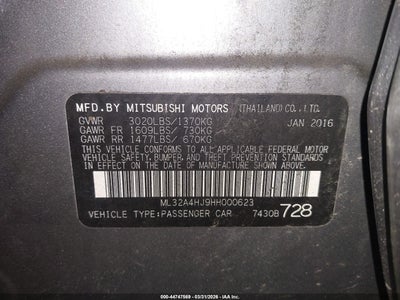 MFD.BY MITSUBISHI MOTORS (THAILAND) CO., LTD.
GVWR 3020LBS/1370KG JAN 2016
GAWR FR 1609LBS/ 730KG
GAWR RR 1477LBS/ 670KG
THIS VEHICLE CONFORMS TO ALL APPLICABLE FEDERAL MOTOR
VEHICLE SAFETY, BUMPER, AND THEFT PREVENTION STANDARDS
IN EFFECT ON THE DATE OF MANUFACTURE SHOWN ABOVE.
ML32A4HJ9HH000623
VEHICLE TYPE:PASSENGER CAR 7430B 728
000-44747569 - 03/31/2026 - iaai.com